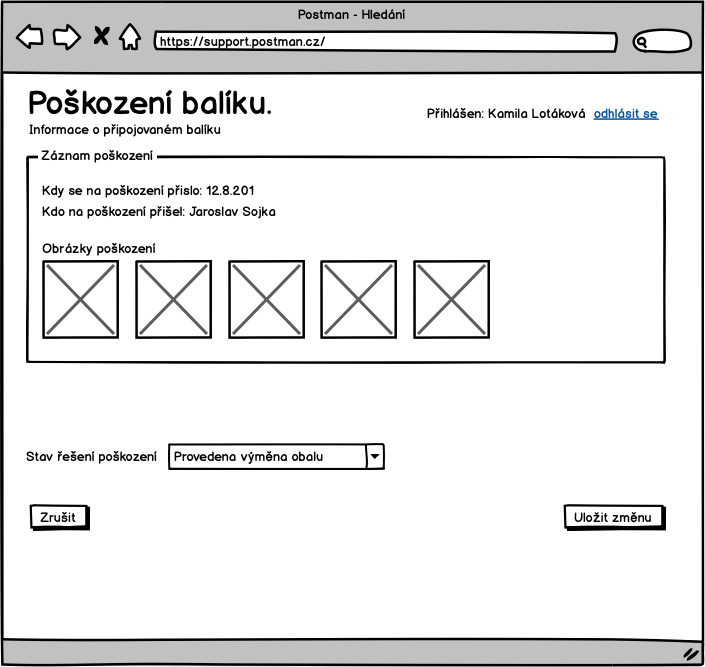 Postman - Hledání
https://support.postman.cz/
Poškození balíku.
Informace o připojovaném balíku
Přihlášen: Kamila Lotáková odhlásit se
Záznam poškození
Kdy se na poškození přislo: 12.8.201
Kdo na poškození přišel: Jaroslav Sojka
Obrázky poškození
Stav řešení poškození Provedena výměna obalu
Zrušit Uložit změnu